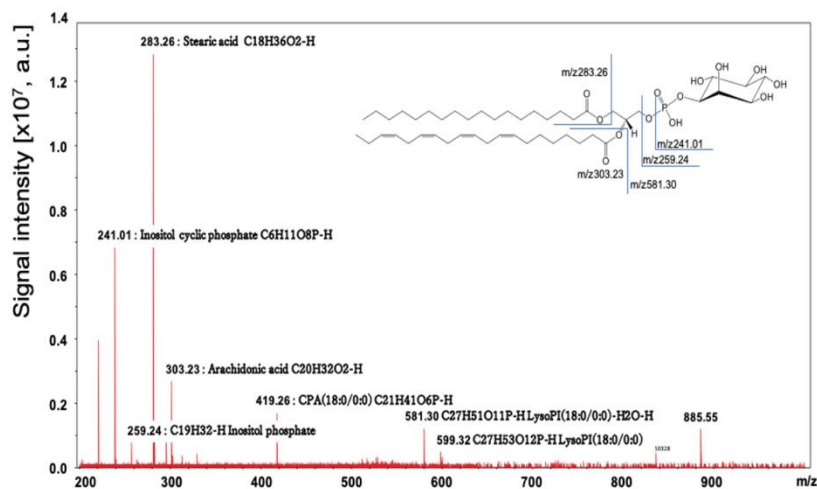 Signal intensity [x10⁷, a.u.]
1.4
1.2
1.0
0.8
0.6
0.4
0.2
0.0
283.26 : Stearic acid C18H36O2-H
241.01 : Inositol cyclic phosphate C6H11O8P-H
303.23 : Arachidonic acid C20H32O2-H
419.26 : CPA(18:0/0:0) C21H41O6P-H
259.24 : C19H32-H Inositol phosphate
581.30 C27H51O11P-H LysoPI(18:0/0:0)-H2O-H
599.32 C27H53O12P-H LysoPI(18:0/0:0)
885.55
m/z283.26
m/z303.23
m/z581.30
m/z259.24
m/z241.01
O
O
O
O
H
O
O
P
OH
O
OH
OH
OH
OH
OH
200 300 400 500 600 700 800 900 m/z